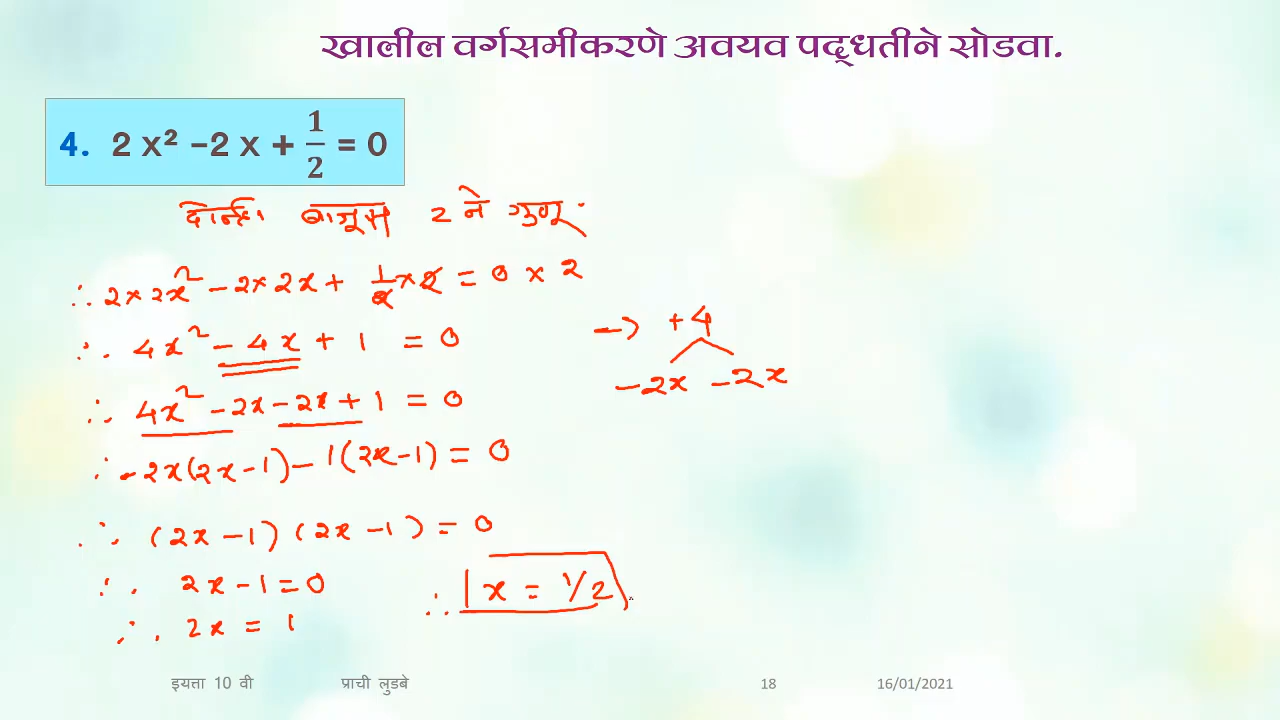 खालील वर्गसमीकरणे अवयव पद्धतीने सोडवा.
4. 2 x² -2 x + 1/2 = 0
दोन्ही बाजूस 2 ने गुणू.
∴ 2 × 2x² - 2 × 2x + 1/2 × 2 = 0 × 2
∴ 4x² - 4x + 1 = 0
→ +4
-2x -2x
∴ 4x² - 2x - 2x + 1 = 0
∴ 2x(2x-1) - 1(2x-1) = 0
∴ (2x-1) (2x-1) = 0
∴ 2x-1=0
∴ 2x = 1
∴ x = 1/2
इयत्ता 10 वी प्राची लुडबे 18 16/01/2021